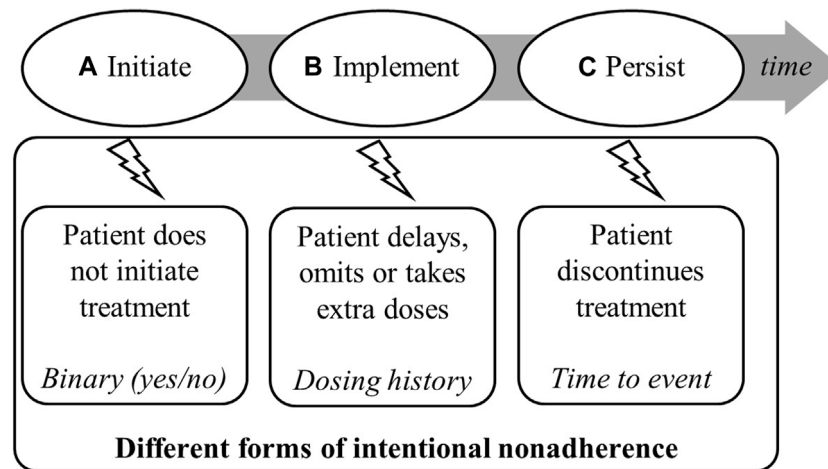 A Initiate
B Implement
C Persist
time
Patient does
not initiate
treatment
Binary (yes/no)
Patient delays,
omits or takes
extra doses
Dosing history
Patient
discontinues
treatment
Time to event
Different forms of intentional nonadherence